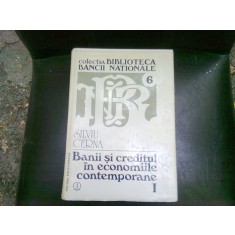 colecția BIBLIOTECA
BĂNCII NAȚIONALE
6
SILVIU
CERNA
Banii și creditul
în economiile
contemporane
I